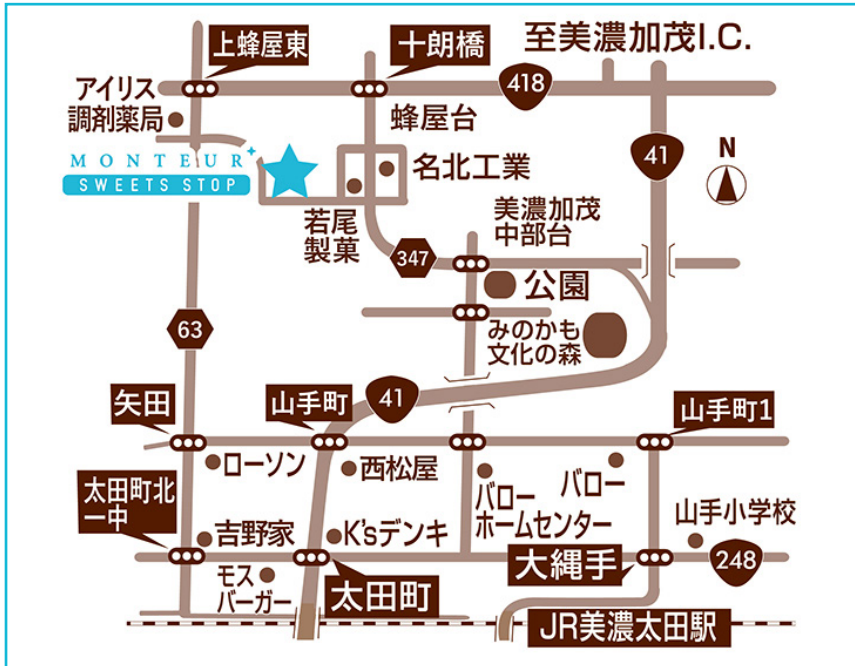 上蜂屋東
十朗橋
至美濃加茂I.C.
アイリス
調剤薬局
418
蜂屋台
41
N
MONTEUR+
SWEETS STOP
名北工業
若尾
製菓
美濃加茂
中部台
347
公園
63
みのかも
文化の森
矢田
山手町
41
山手町1
ローソン
西松屋
バロー
ホームセンター
バロー
太田町北
一中
吉野家
K'sデンキ
山手小学校
モス
バーガー
太田町
大縄手
248
JR美濃太田駅